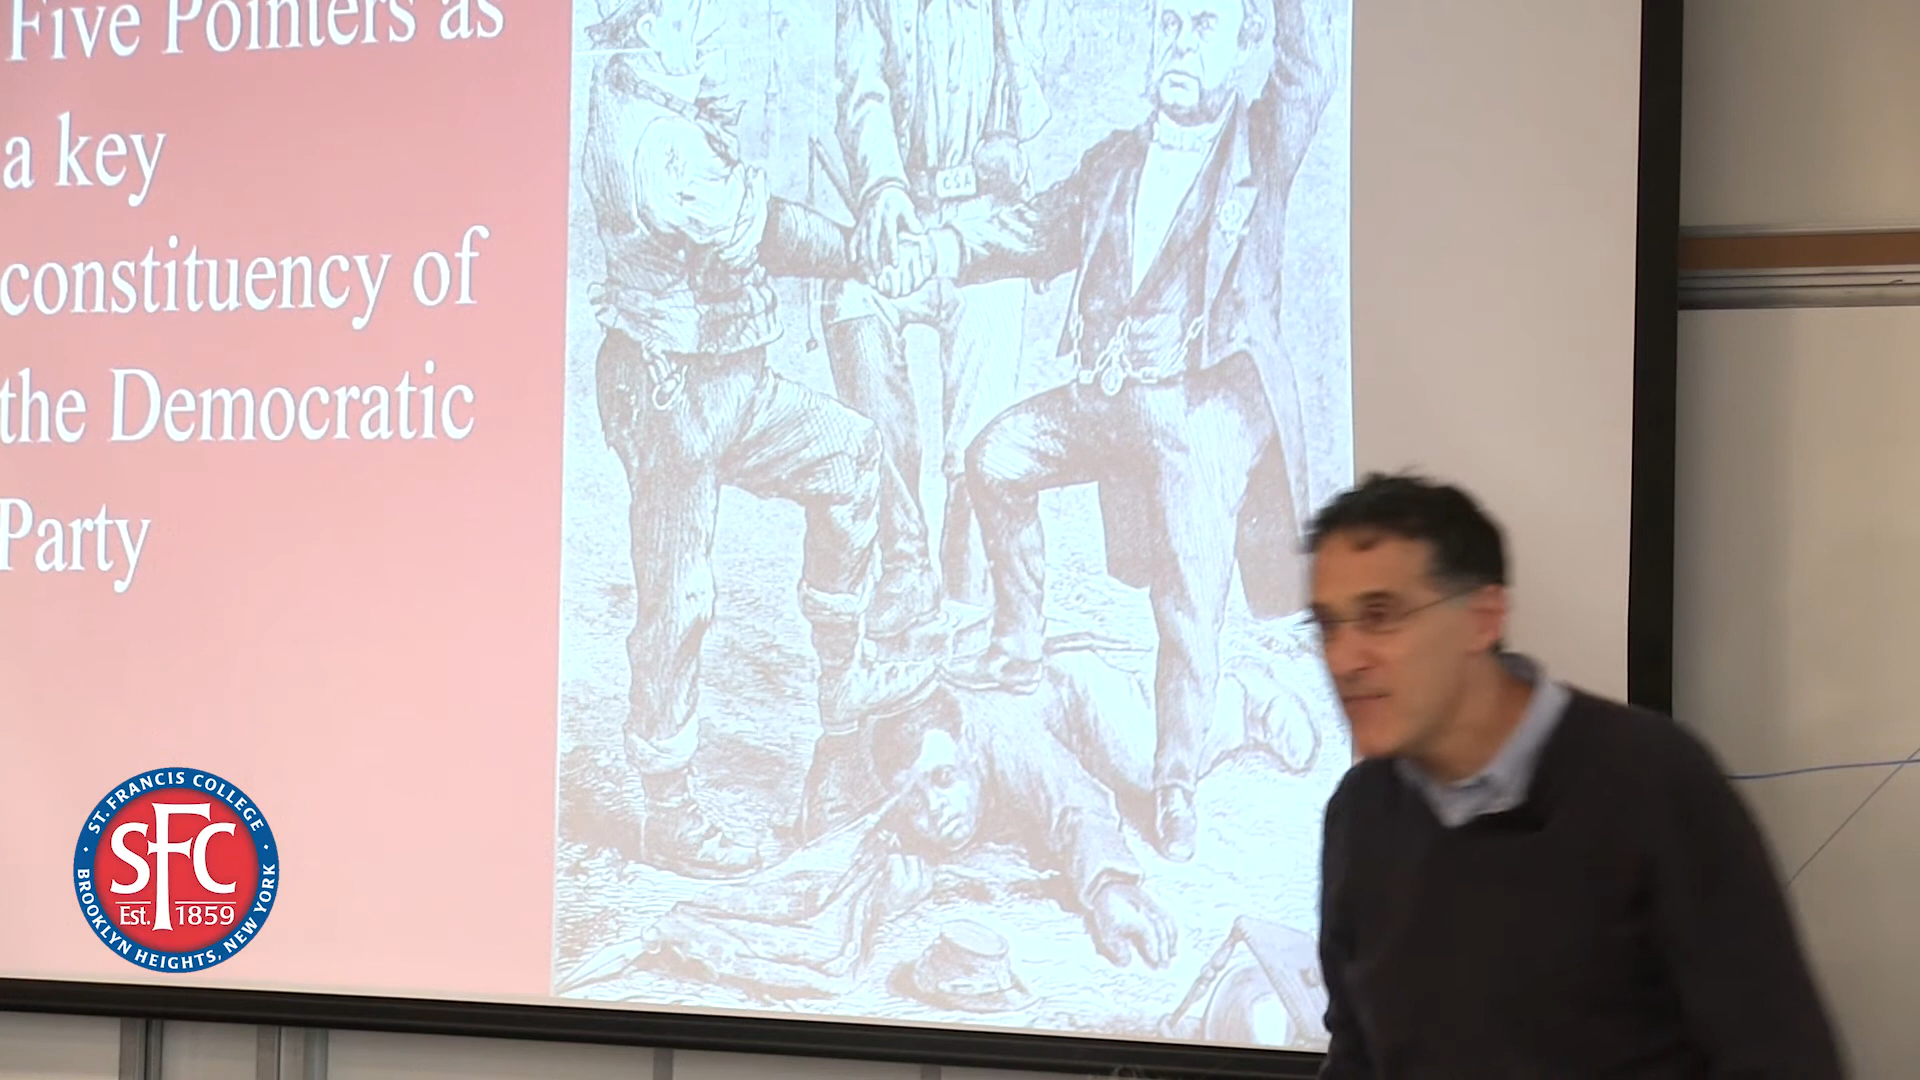 Five Pointers as
a key
constituency of
the Democratic
Party
C.S.A
ST. FRANCIS COLLEGE
SFC
Est. 1859
BROOKLYN HEIGHTS, NEW YORK